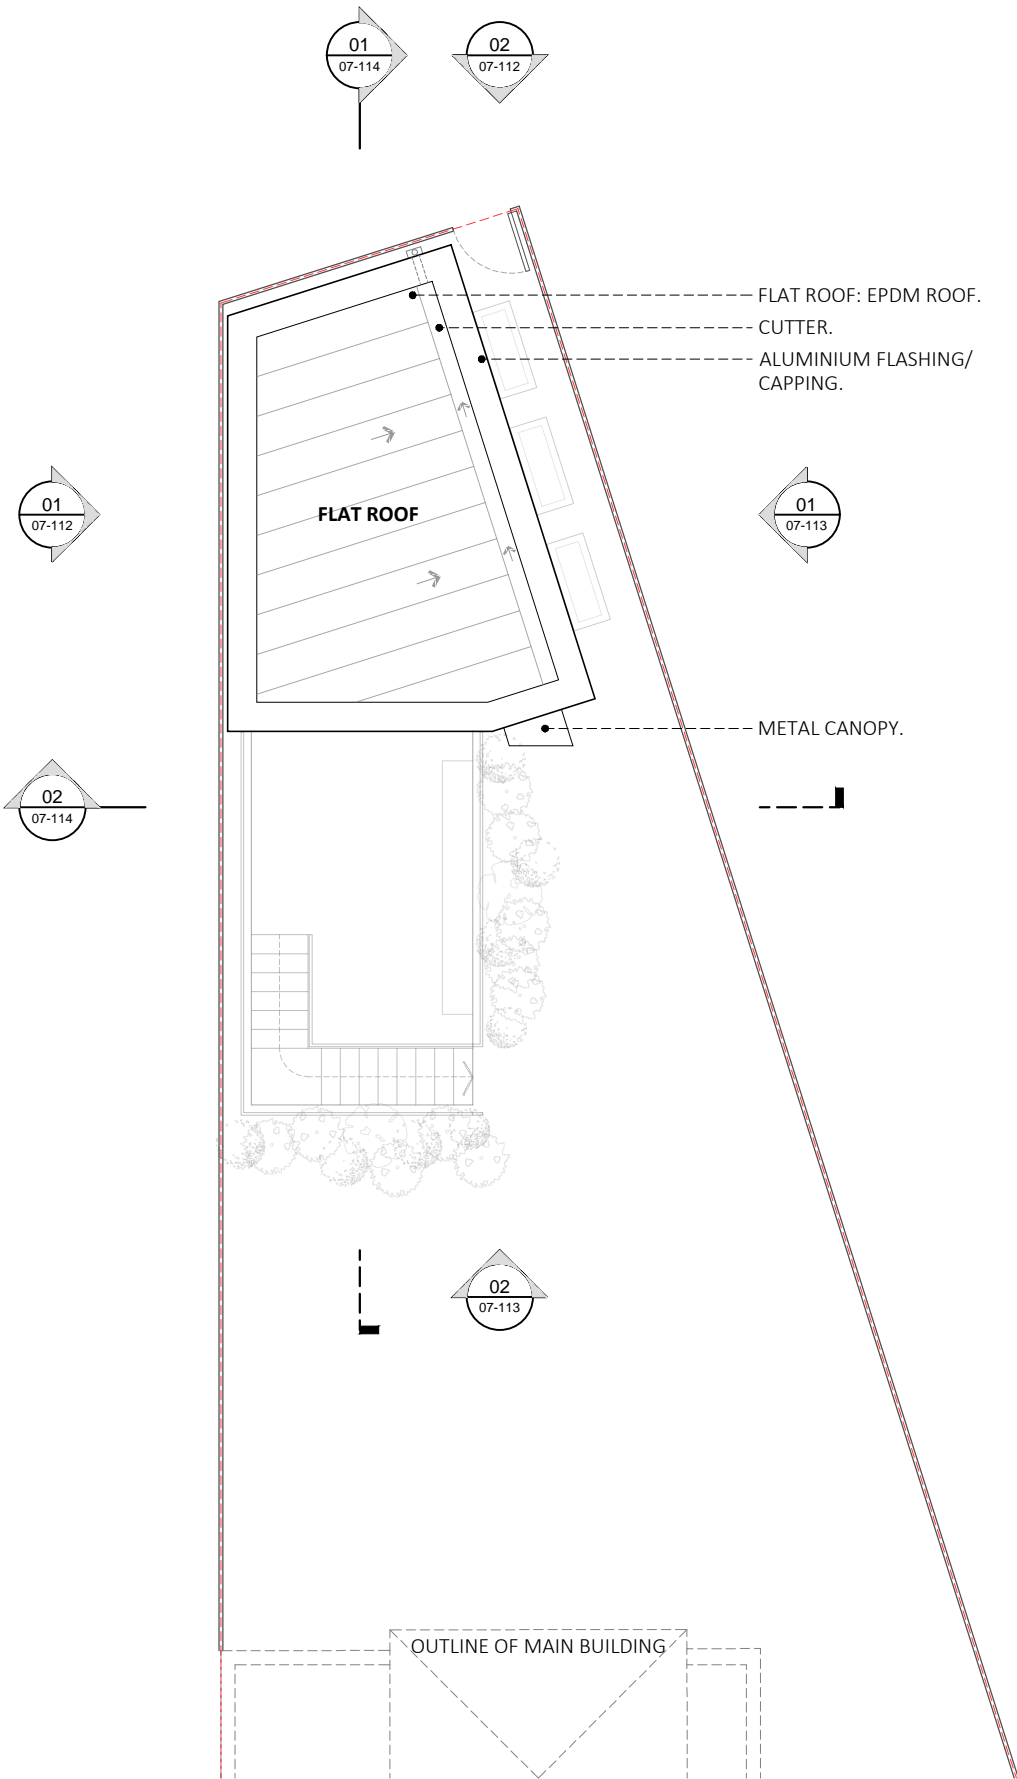 01
07-114
02
07-112
FLAT ROOF: EPDM ROOF.
CUTTER.
ALUMINIUM FLASHING/
CAPPING.
01
07-112
FLAT ROOF
01
07-113
METAL CANOPY.
02
07-114
02
07-113
OUTLINE OF MAIN BUILDING